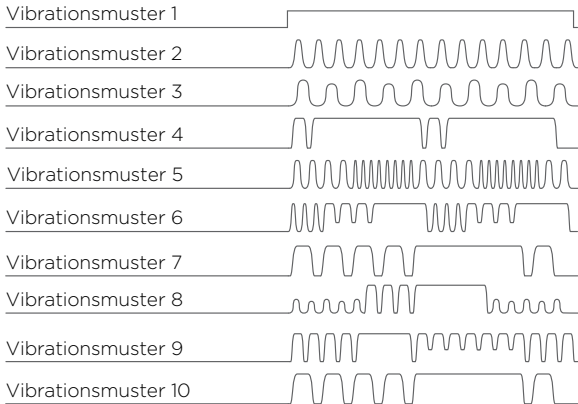 Vibrationsmuster 1
Vibrationsmuster 2
Vibrationsmuster 3
Vibrationsmuster 4
Vibrationsmuster 5
Vibrationsmuster 6
Vibrationsmuster 7
Vibrationsmuster 8
Vibrationsmuster 9
Vibrationsmuster 10